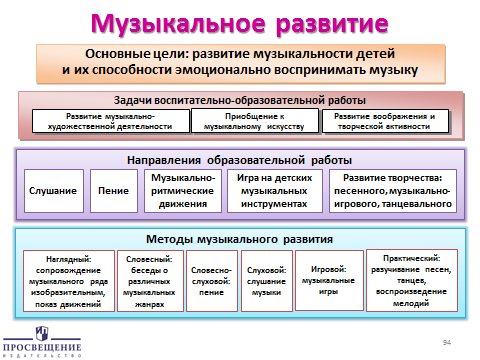 Музыкальное развитие
Основные цели: развитие музыкальности детей
и их способности эмоционально воспринимать музыку
Задачи воспитательно-образовательной работы
Развитие музыкально-
художественной деятельности
Приобщение к
музыкальному искусству
Развитие воображения и
творческой активности
Направления образовательной работы
Слушание
Пение
Музыкально-
ритмические
движения
Игра на детских
музыкальных
инструментах
Развитие творчества:
песенного, музыкально-
игрового, танцевального
Методы музыкального развития
Наглядный:
сопровождение
музыкального ряда
изобразительным,
показ движений
Словесный:
беседы о
различных
музыкальных
жанрах
Словесно-
слуховой:
пение
Слуховой:
слушание
музыки
Игровой:
музыкальные
игры
Практический:
разучивание песен,
танцев,
воспроизведение
мелодий
ПРОСВЕЩЕНИЕ
ИЗДАТЕЛЬСТВО
94